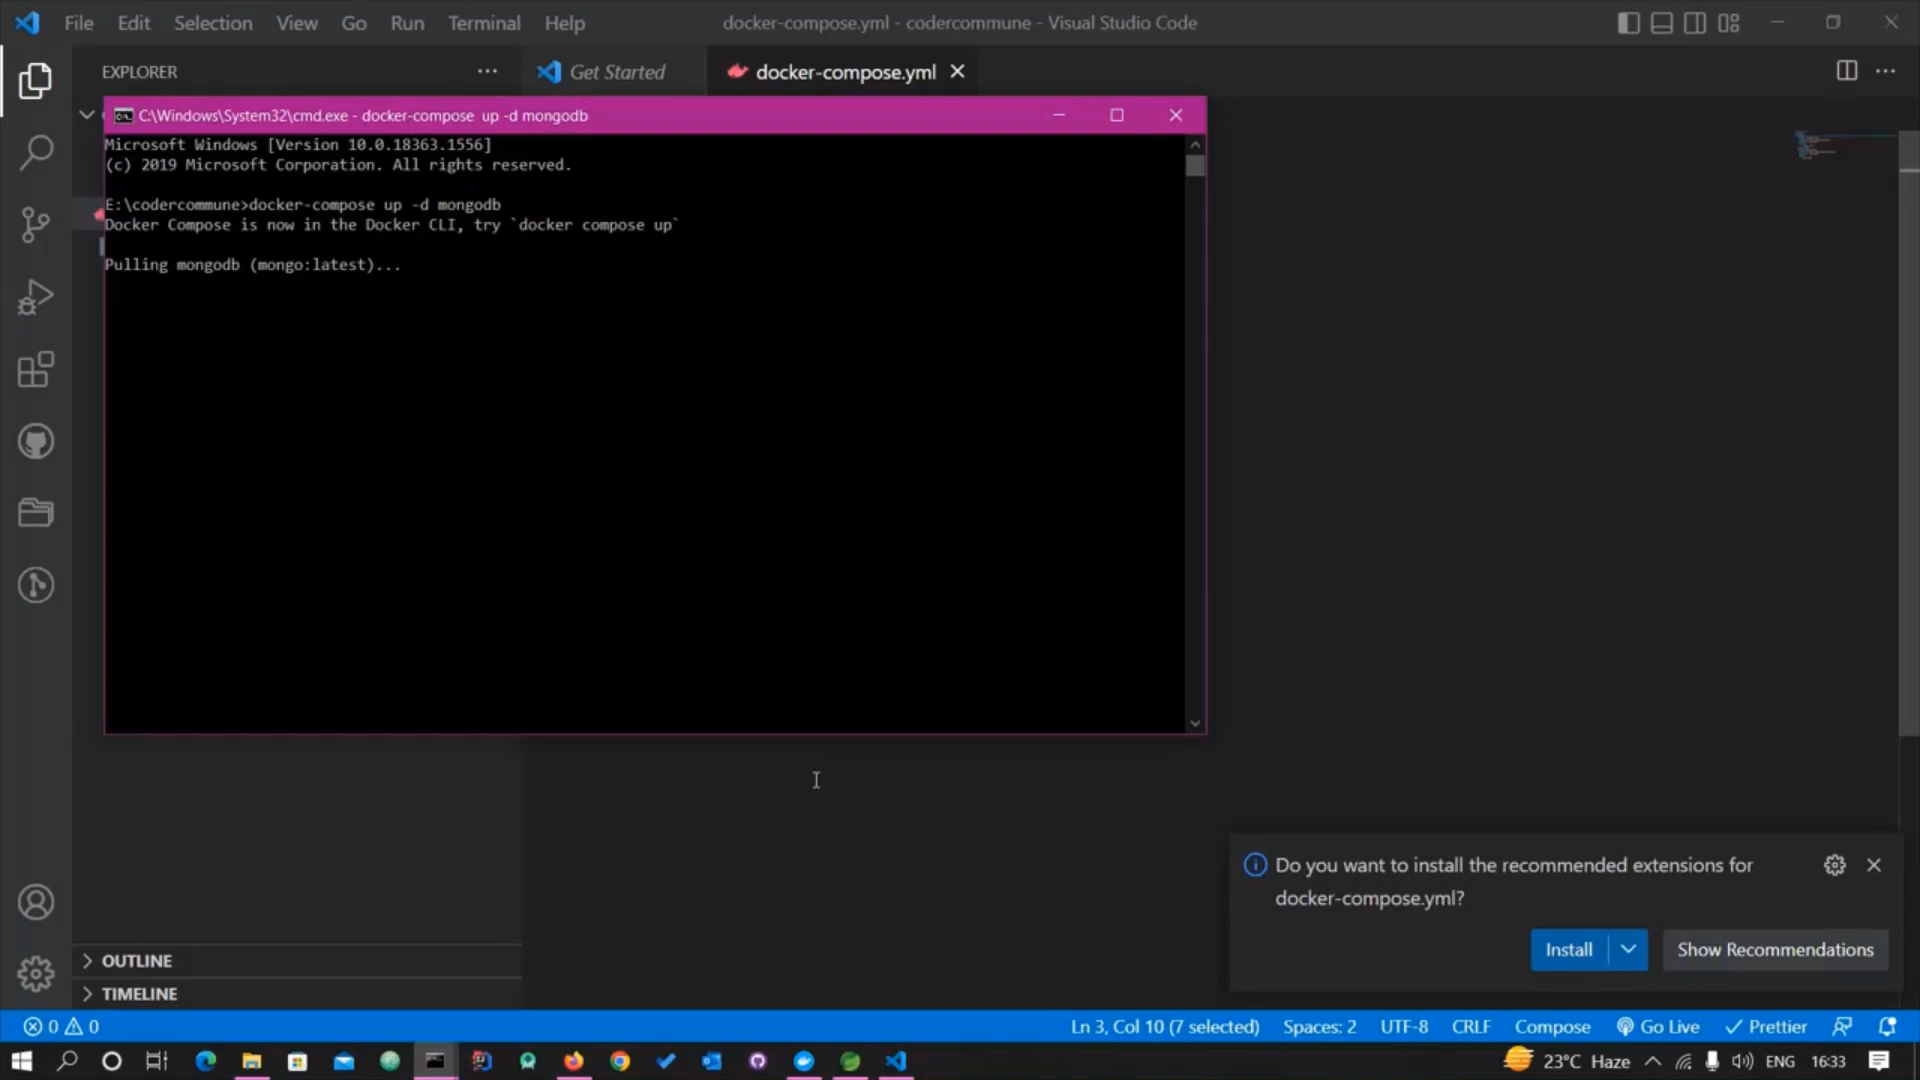 File Edit Selection View Go Run Terminal Help
docker-compose.yml - codercommune - Visual Studio Code
EXPLORER
Get Started
docker-compose.yml
C:\Windows\System32\cmd.exe - docker-compose  up -d mongodb
Microsoft Windows [Version 10.0.18363.1556]
(c) 2019 Microsoft Corporation. All rights reserved.
E:\codercommune>docker-compose up -d mongodb
Docker Compose is now in the Docker CLI, try `docker compose up`
Pulling mongodb (mongo:latest)...
Do you want to install the recommended extensions for
docker-compose.yml?
Install
Show Recommendations
OUTLINE
TIMELINE
0 0
Ln 3, Col 10 (7 selected) Spaces: 2 UTF-8 CRLF Compose Go Live Prettier
23°C Haze ENG 16:33